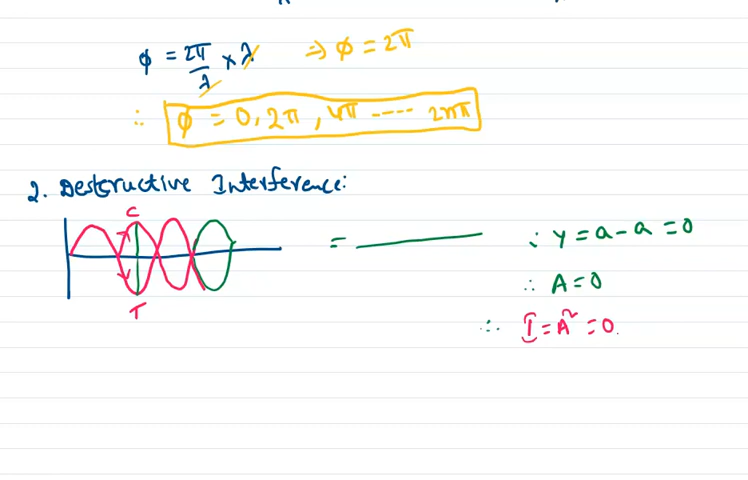 ϕ = 2π/λ × λ ⇒ ϕ = 2π
∴ ϕ = 0, 2π, 4π ---- 2nπ
2. Destructive Interference:
C
T
= ∴ y = a - a = 0
∴ A = 0
∴ I = A² = 0.